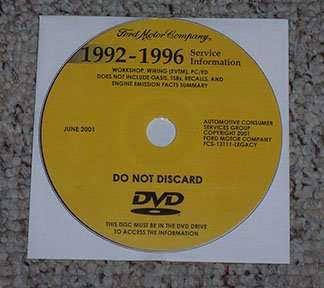 Ford Motor Company,
1992-1996 Service
Information
WORKSHOP, WIRING (EVTM), PC/ED
DOES NOT INCLUDE OASIS, TSBs, RECALLS, AND
ENGINE EMISSION FACTS SUMMARY
JUNE 2001
AUTOMOTIVE CONSUMER
SERVICES GROUP
COPYRIGHT 2001
FORD MOTOR COMPANY
FCS-13111-LEGACY
DO NOT DISCARD
DVD
THIS DISC MUST BE IN THE DVD DRIVE
TO ACCESS THE INFORMATION